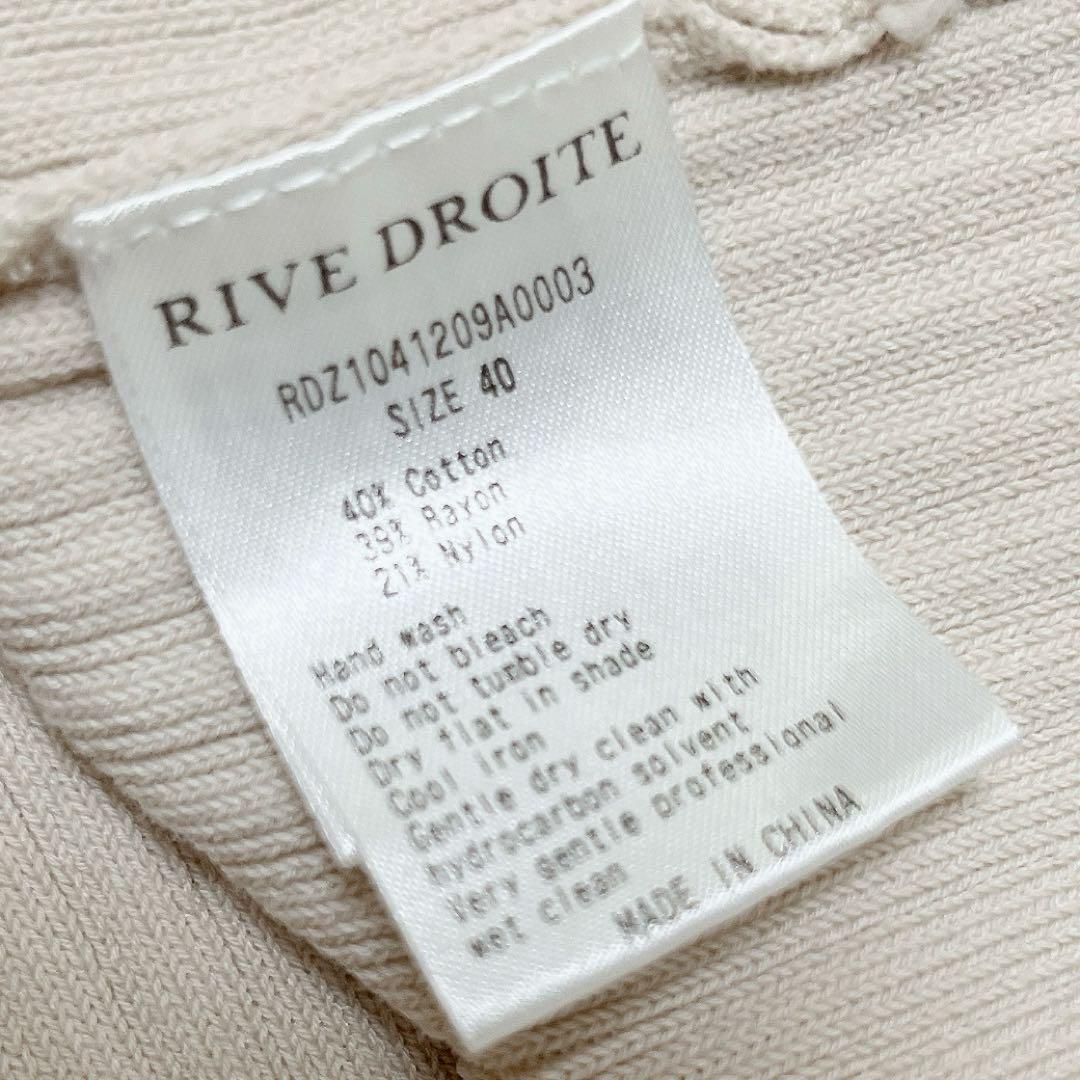 RIVE DROITE
RDZ1041209A0003
SIZE 40
40% Cotton
39% Rayon
21% Nylon
Hand wash
Do not bleach
Do not tumble dry
Dry flat in shade
Cool iron
Gentle dry clean with
hydrocarbon solvent
Very gentle professional
wet clean
MADE IN CHINA